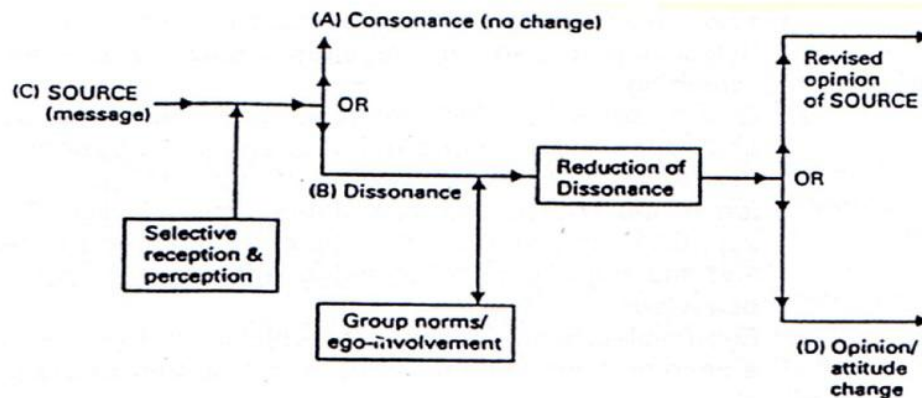 (A) Consonance (no change)
(C) SOURCE
(message)
OR
Revised
opinion
of SOURCE
(B) Dissonance
Reduction of
Dissonance
OR
Selective
reception &
perception
Group norms/
ego-involvement
(D) Opinion/
attitude
change